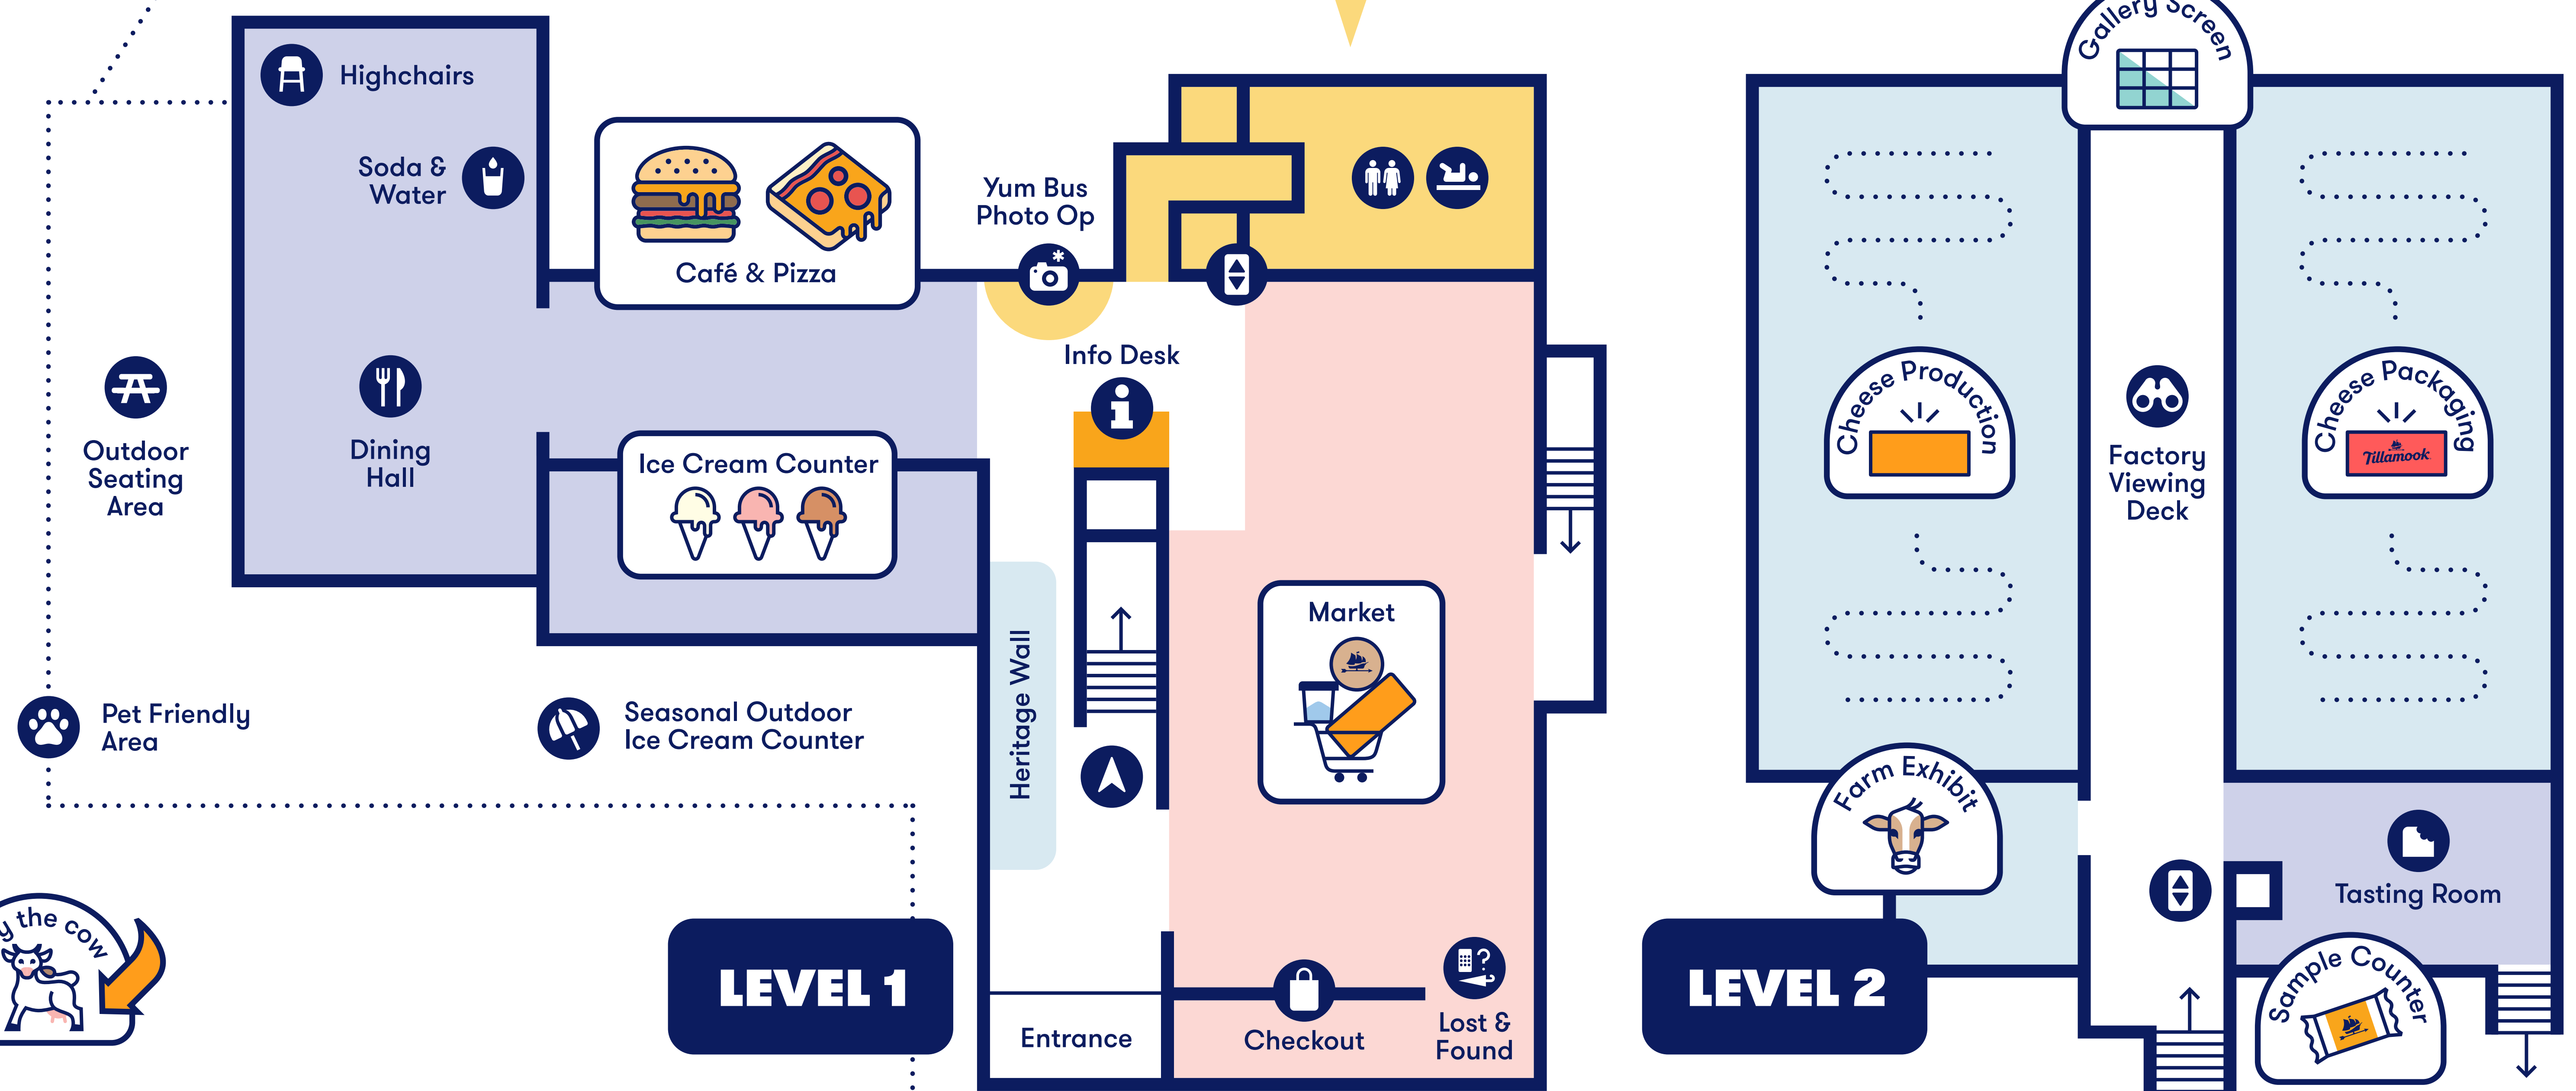 Highchairs
Soda &
Water
Café & Pizza
Yum Bus
Photo Op
Info Desk
Outdoor
Seating
Area
Dining
Hall
Ice Cream Counter
Heritage Wall
Market
Pet Friendly
Area
Seasonal Outdoor
Ice Cream Counter
the cow
LEVEL 1
Entrance
Checkout
Lost &
Found
Gallery Screen
Cheese Production
Factory
Viewing
Deck
Cheese Packaging
Tillamook
Farm Exhibit
Tasting Room
LEVEL 2
Sample Counter